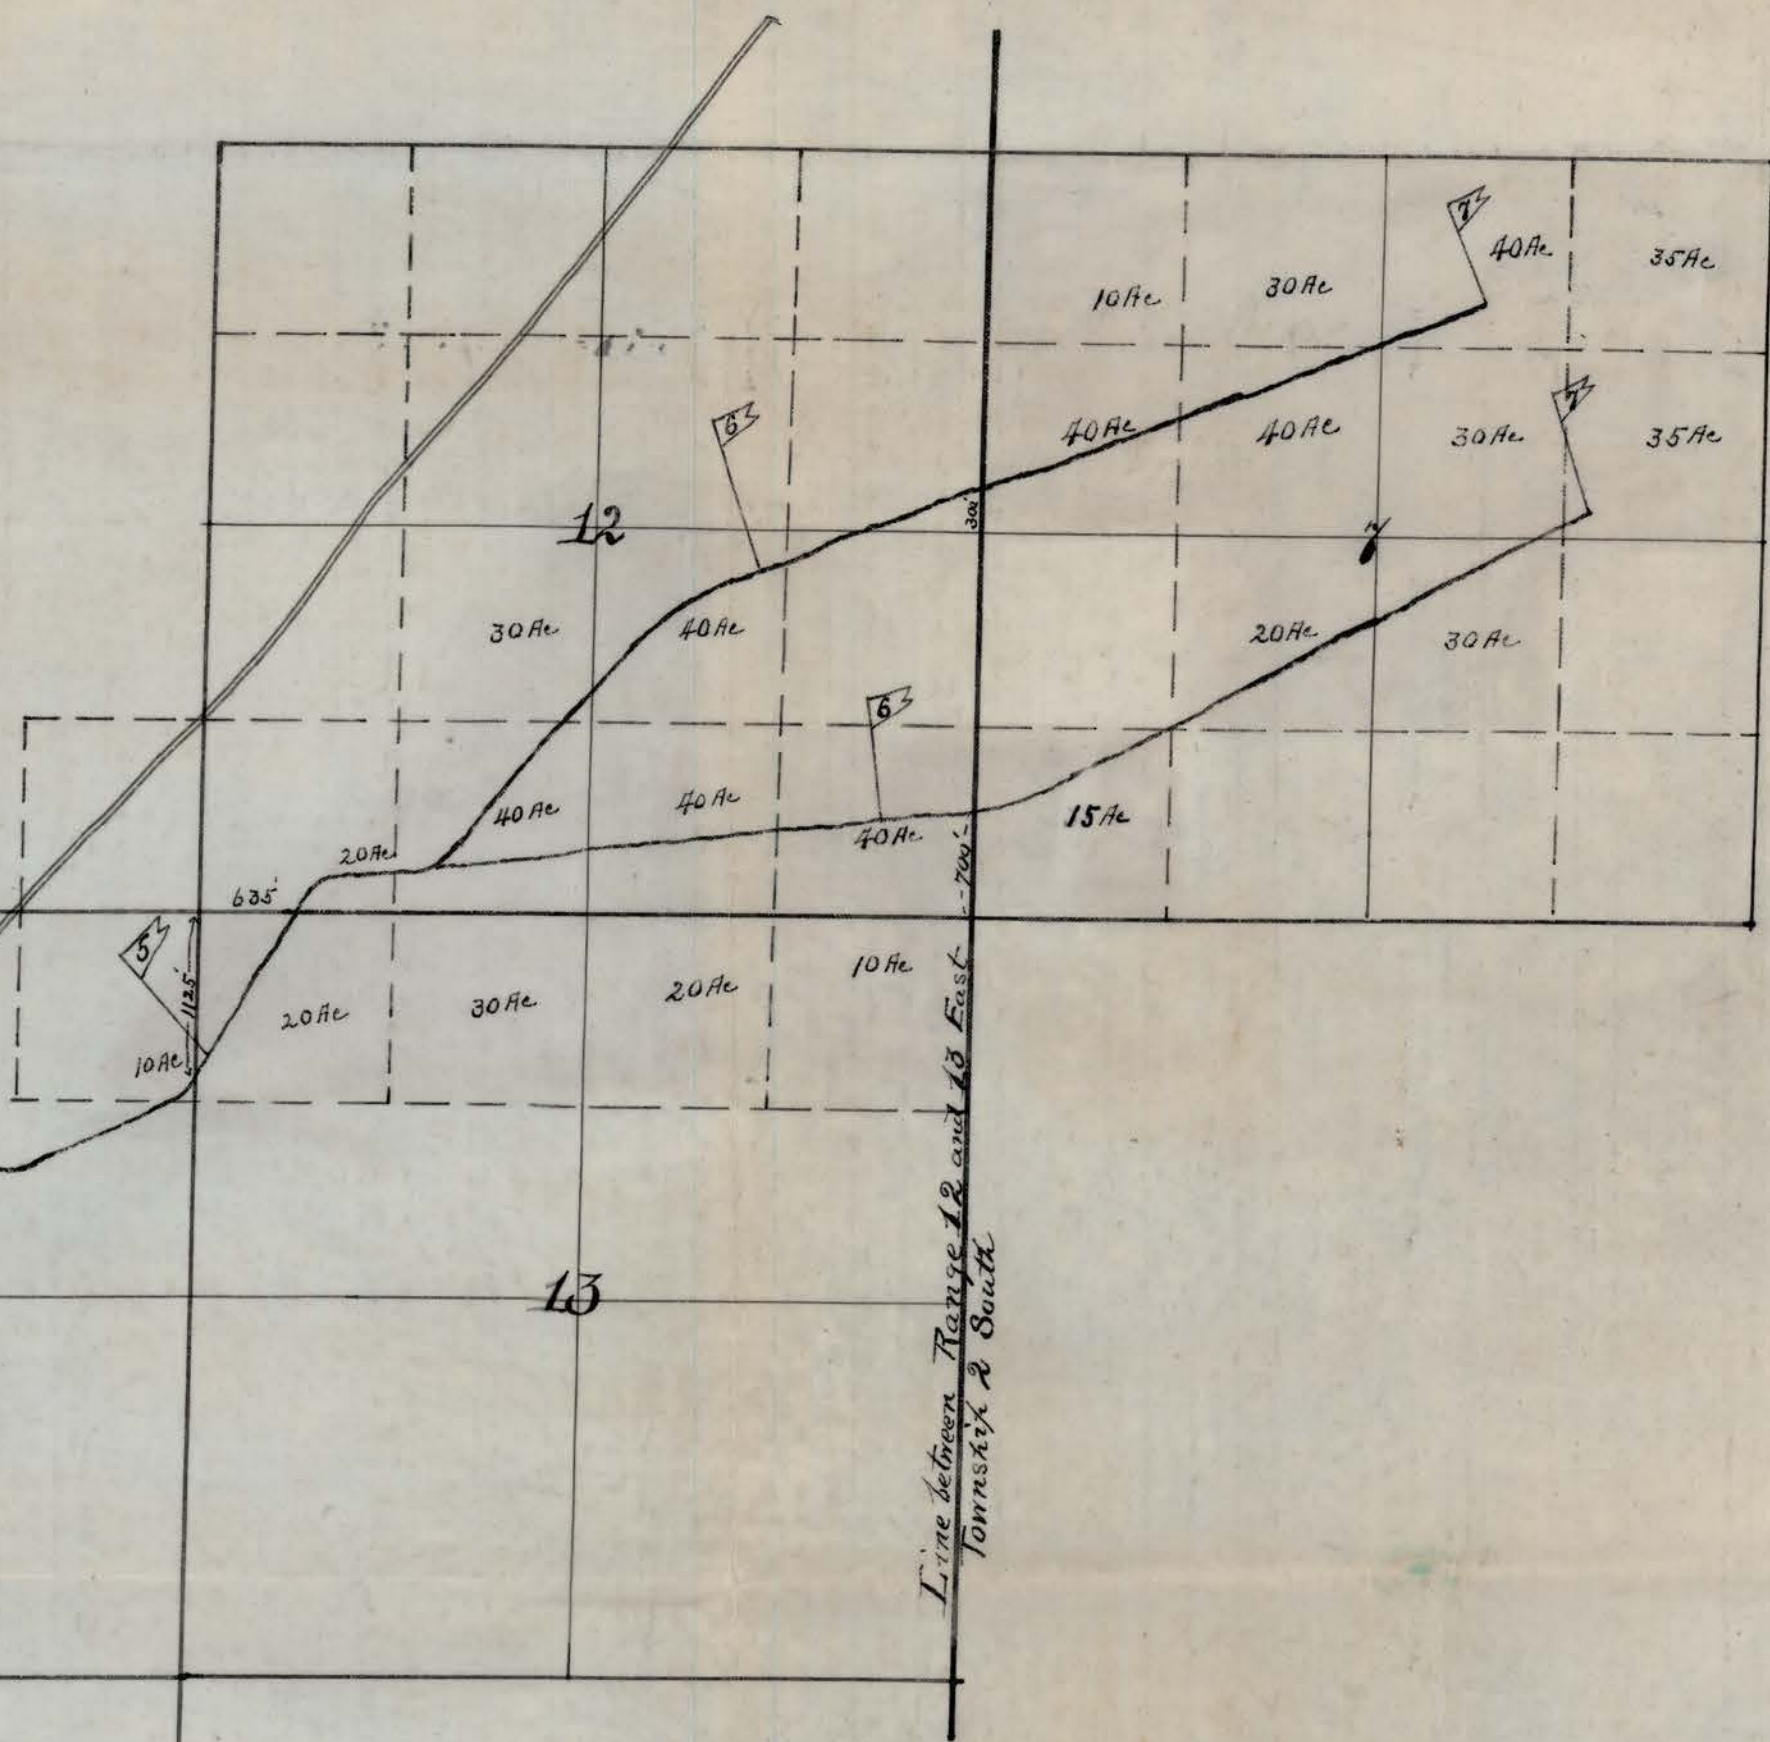 7
40 Ac
35 Ac
10 Ac
30 Ac
7
6
40 Ac
40 Ac
30 Ac
35 Ac
12
300'
7
30 Ac
40 Ac
20 Ac
30 Ac
6
40 Ac
40 Ac
40 Ac
15 Ac
20 Ac
700'
635'
5
1125'
10 Ac
20 Ac
30 Ac
20 Ac
10 Ac
13
Line between Range 12 and 13 East
Township 2 South